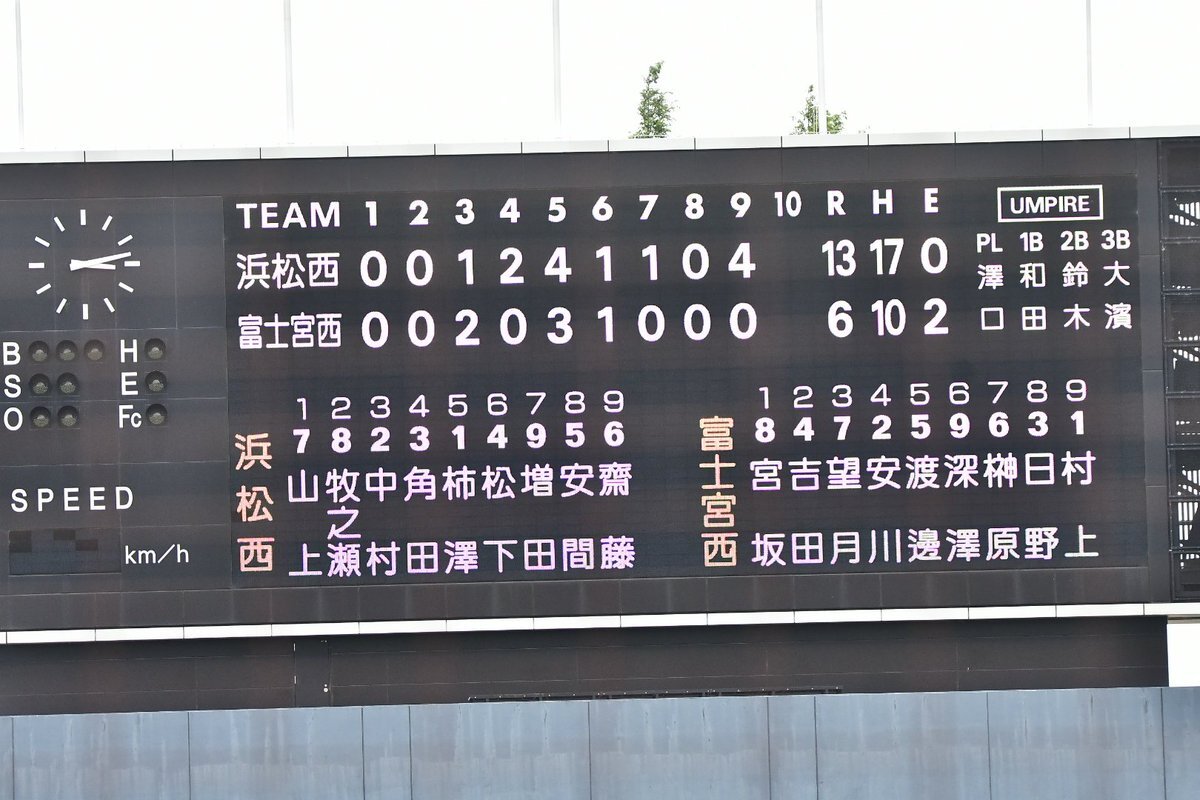 TEAM 1 2 3 4 5 6 7 8 9 10 R H E UMPIRE
浜松西 0 0 1 2 4 1 1 0 4 13 17 0
富士宮西 0 0 2 0 3 1 0 0 0 6 10 2
PL 1B 2B 3B
澤 和 鈴 大
口 田 木 濱
B H
S E
O Fc
SPEED
km/h
浜松西
1 2 3 4 5 6 7 8 9
7 8 2 3 1 4 9 5 6
山上 牧之瀬 中村 角田 柿澤 松下 増田 安間 齋藤
富士宮西
1 2 3 4 5 6 7 8 9
8 4 7 2 5 9 6 3 1
宮坂 吉田 望月 安川 渡邊 深澤 榊原 日野 村上